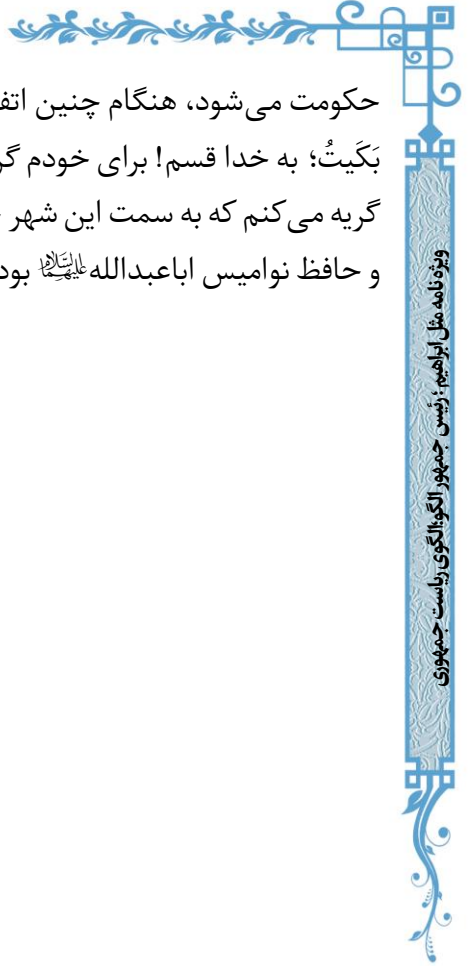 حکومت می‌شود، هنگام چنین
بَکَیتُ؛ به خدا قسم! برای خودم
گریه می‌کنم که به سمت این شهر
و حافظ نوامیس اباعبدالله علیه‌السلام بود
ویژه نامه مثل ابراهیم؛ رئیس جمهور الگو؛الگوی ریاست جمهوری